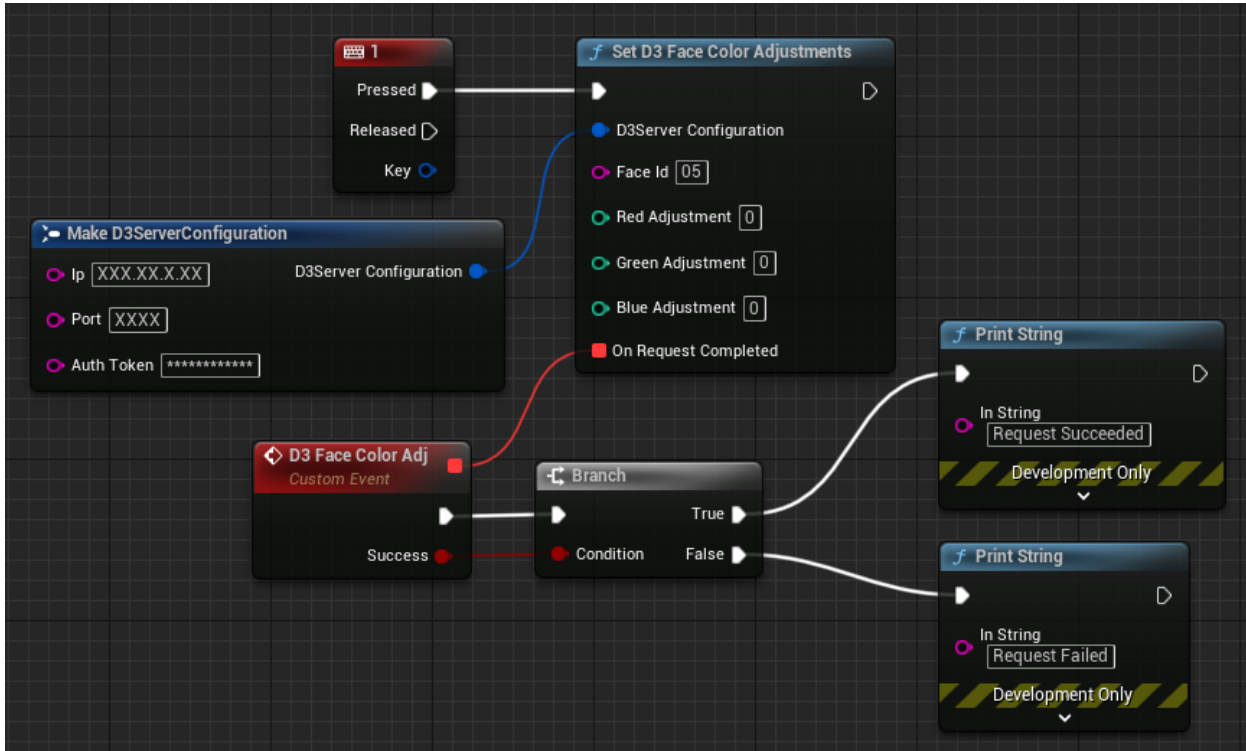 1
Pressed
Released
Key
Set D3 Face Color Adjustments
D3Server Configuration
Face Id 05
Red Adjustment 0
Green Adjustment 0
Blue Adjustment 0
On Request Completed
Make D3ServerConfiguration
Ip XXX.XX.X.XX D3Server Configuration
Port XXXX
Auth Token ************
D3 Face Color Adj
Custom Event
Success
Branch
True
Condition False
Print String
In String
Request Succeeded
Development Only
Print String
In String
Request Failed
Development Only